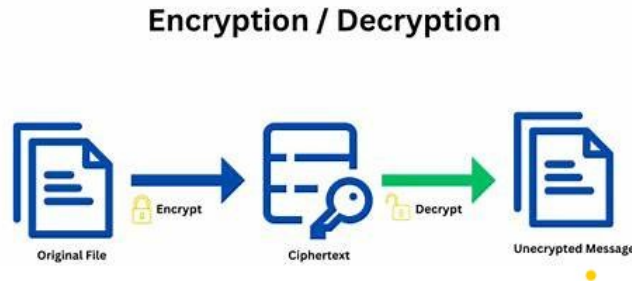 Encryption / Decryption
Encrypt
Decrypt
Original File
Ciphertext
Unecrypted Message